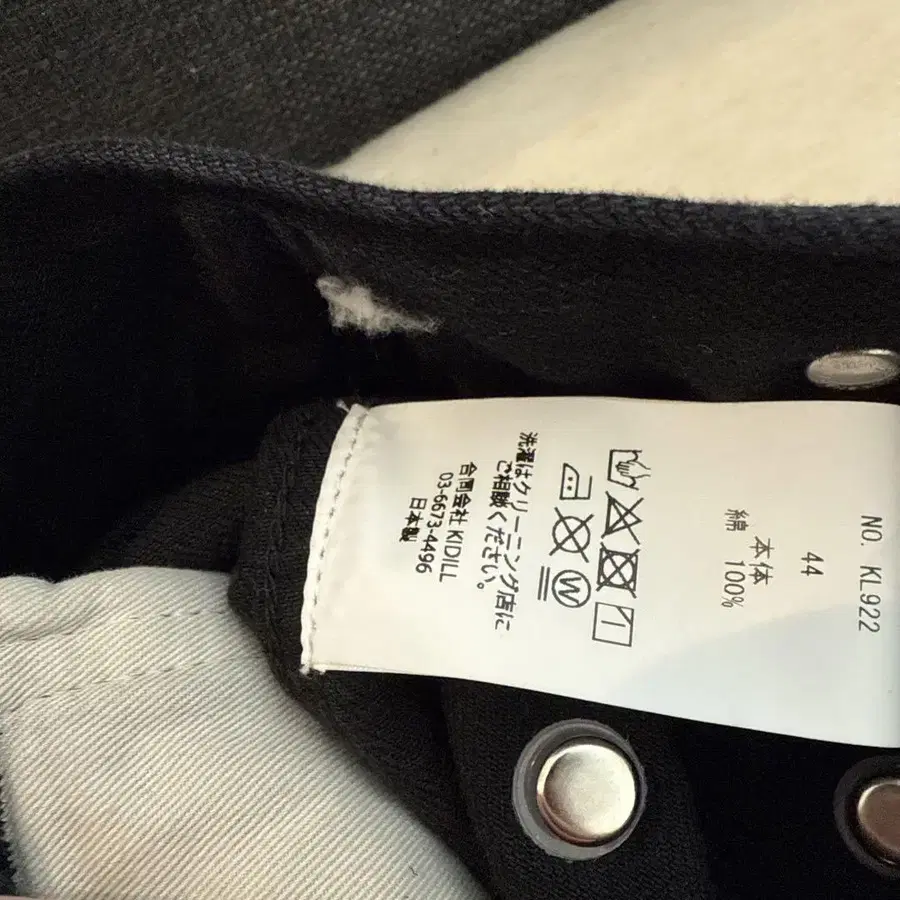 NO. KL922
44
本体
綿 100%
洗濯はクリーニング店に
ご相談ください。
合同会社 KIDILL
03-6673-4496
日本製